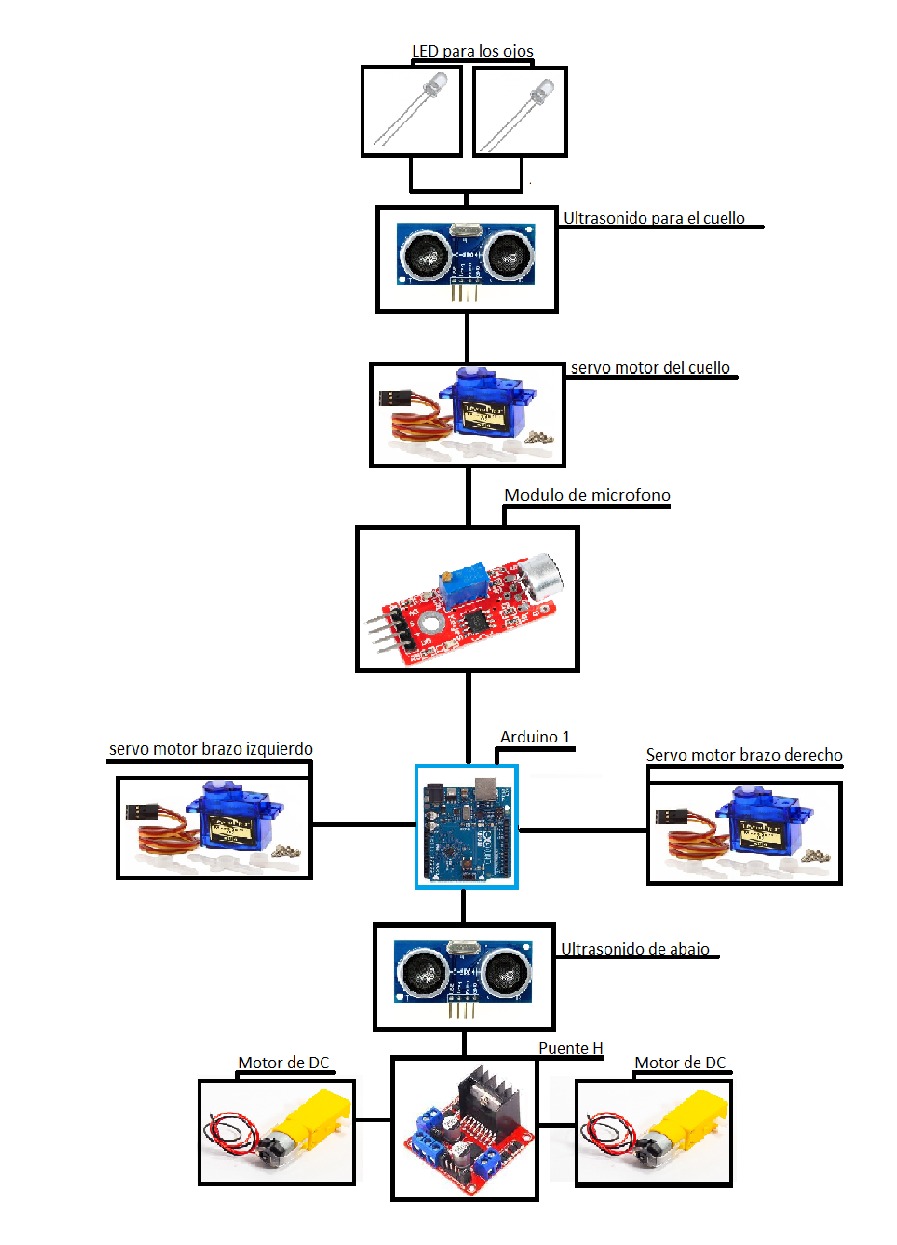 LED para los ojos
Ultrasonido para el cuello
servo motor del cuello
Modulo de microfono
Arduino 1
servo motor brazo izquierdo
Servo motor brazo derecho
Ultrasonido de abajo
Puente H
Motor de DC
Motor de DC